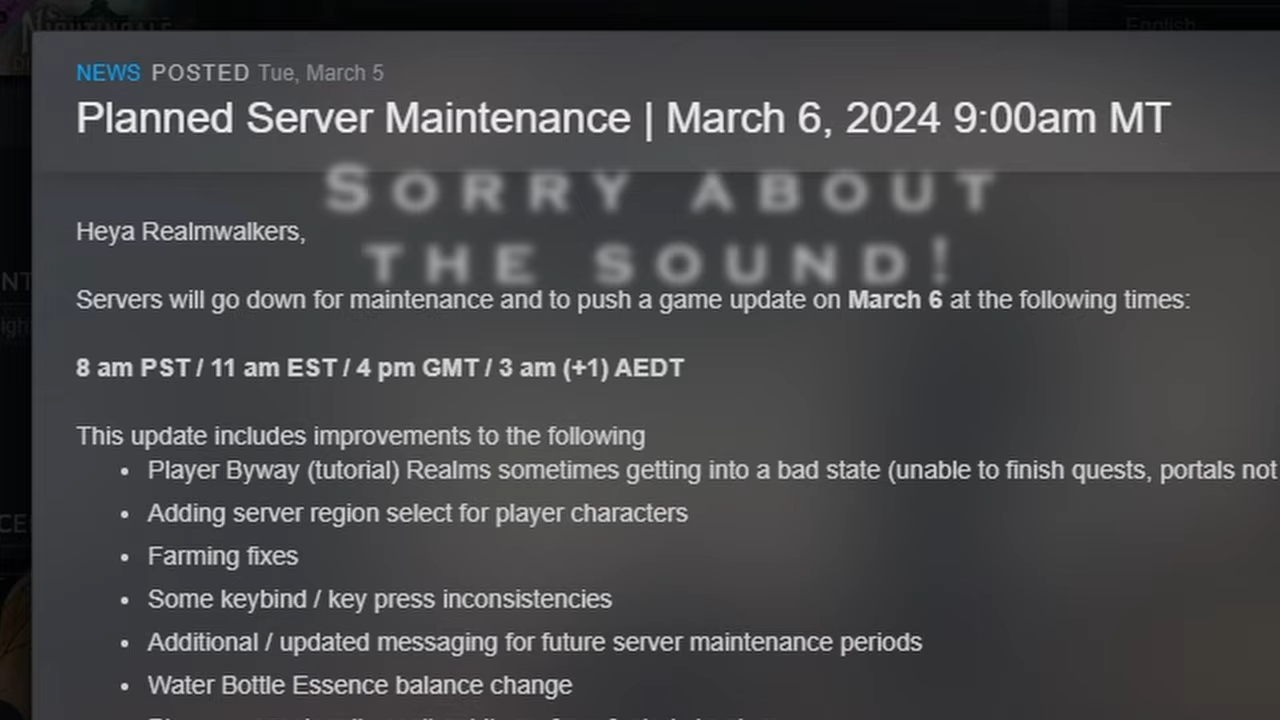 NIGHTINGALE
English
NEWS POSTED Tue, March 5
Planned Server Maintenance | March 6, 2024 9:00am MT
SORRY ABOUT
THE SOUND!
Heya Realmwalkers,
Servers will go down for maintenance and to push a game update on March 6 at the following times:
8 am PST / 11 am EST / 4 pm GMT / 3 am (+1) AEDT
This update includes improvements to the following
• Player Byway (tutorial) Realms sometimes getting into a bad state (unable to finish quests, portals not
• Adding server region select for player characters
• Farming fixes
• Some keybind / key press inconsistencies
• Additional / updated messaging for future server maintenance periods
• Water Bottle Essence balance change